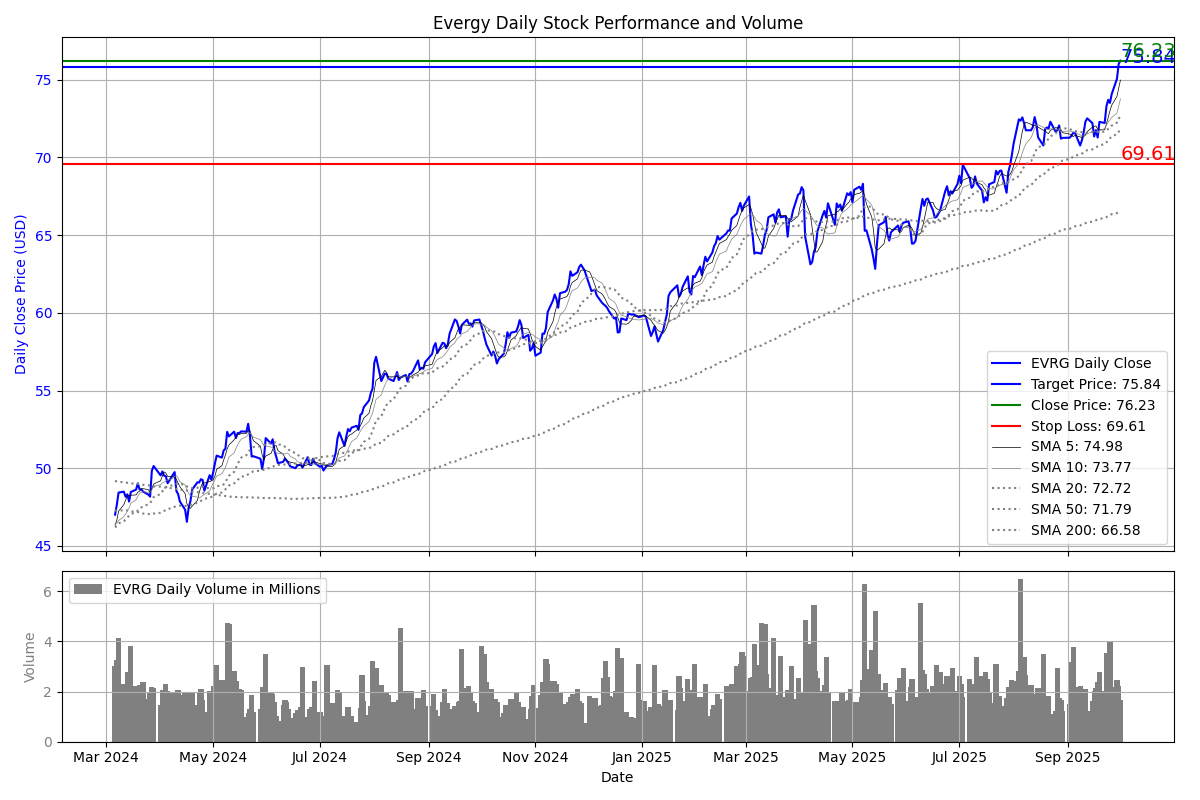 Evergy Daily Stock Performance and Volume
76.23
75.84
75
70
69.61
65
60
55
50
45
Daily Close Price (USD)
EVRG Daily Close
Target Price: 75.84
Close Price: 76.23
Stop Loss: 69.61
SMA 5: 74.98
SMA 10: 73.77
SMA 20: 72.72
SMA 50: 71.79
SMA 200: 66.58
EVRG Daily Volume in Millions
6
4
2
0
Volume
Mar 2024 May 2024 Jul 2024 Sep 2024 Nov 2024 Jan 2025 Mar 2025 May 2025 Jul 2025 Sep 2025
Date